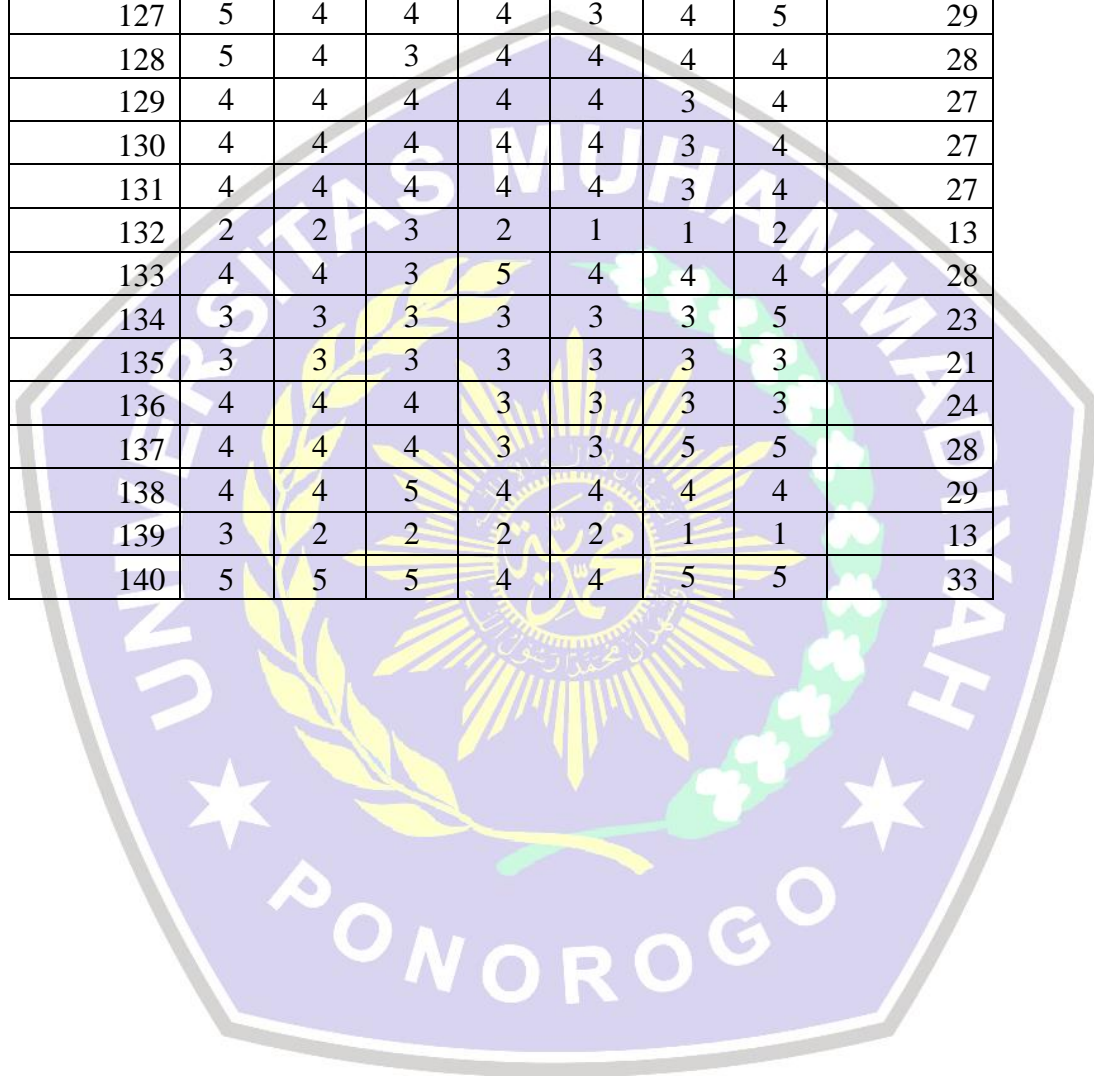 127 5 4 4 4 3 4 5 29
128 5 4 3 4 4 4 4 28
129 4 4 4 4 4 3 4 27
130 4 4 4 4 4 3 4 27
131 4 4 4 4 4 3 4 27
132 2 2 3 2 1 1 2 13
133 4 4 3 5 4 4 4 28
134 3 3 3 3 3 3 5 23
135 3 3 3 3 3 3 3 21
136 4 4 4 3 3 3 3 24
137 4 4 4 3 3 5 5 28
138 4 4 5 4 4 4 4 29
139 3 2 2 2 2 1 1 13
140 5 5 5 4 4 5 5 33
UNIVERSITAS MUHAMMADIYAH
PONOROGO